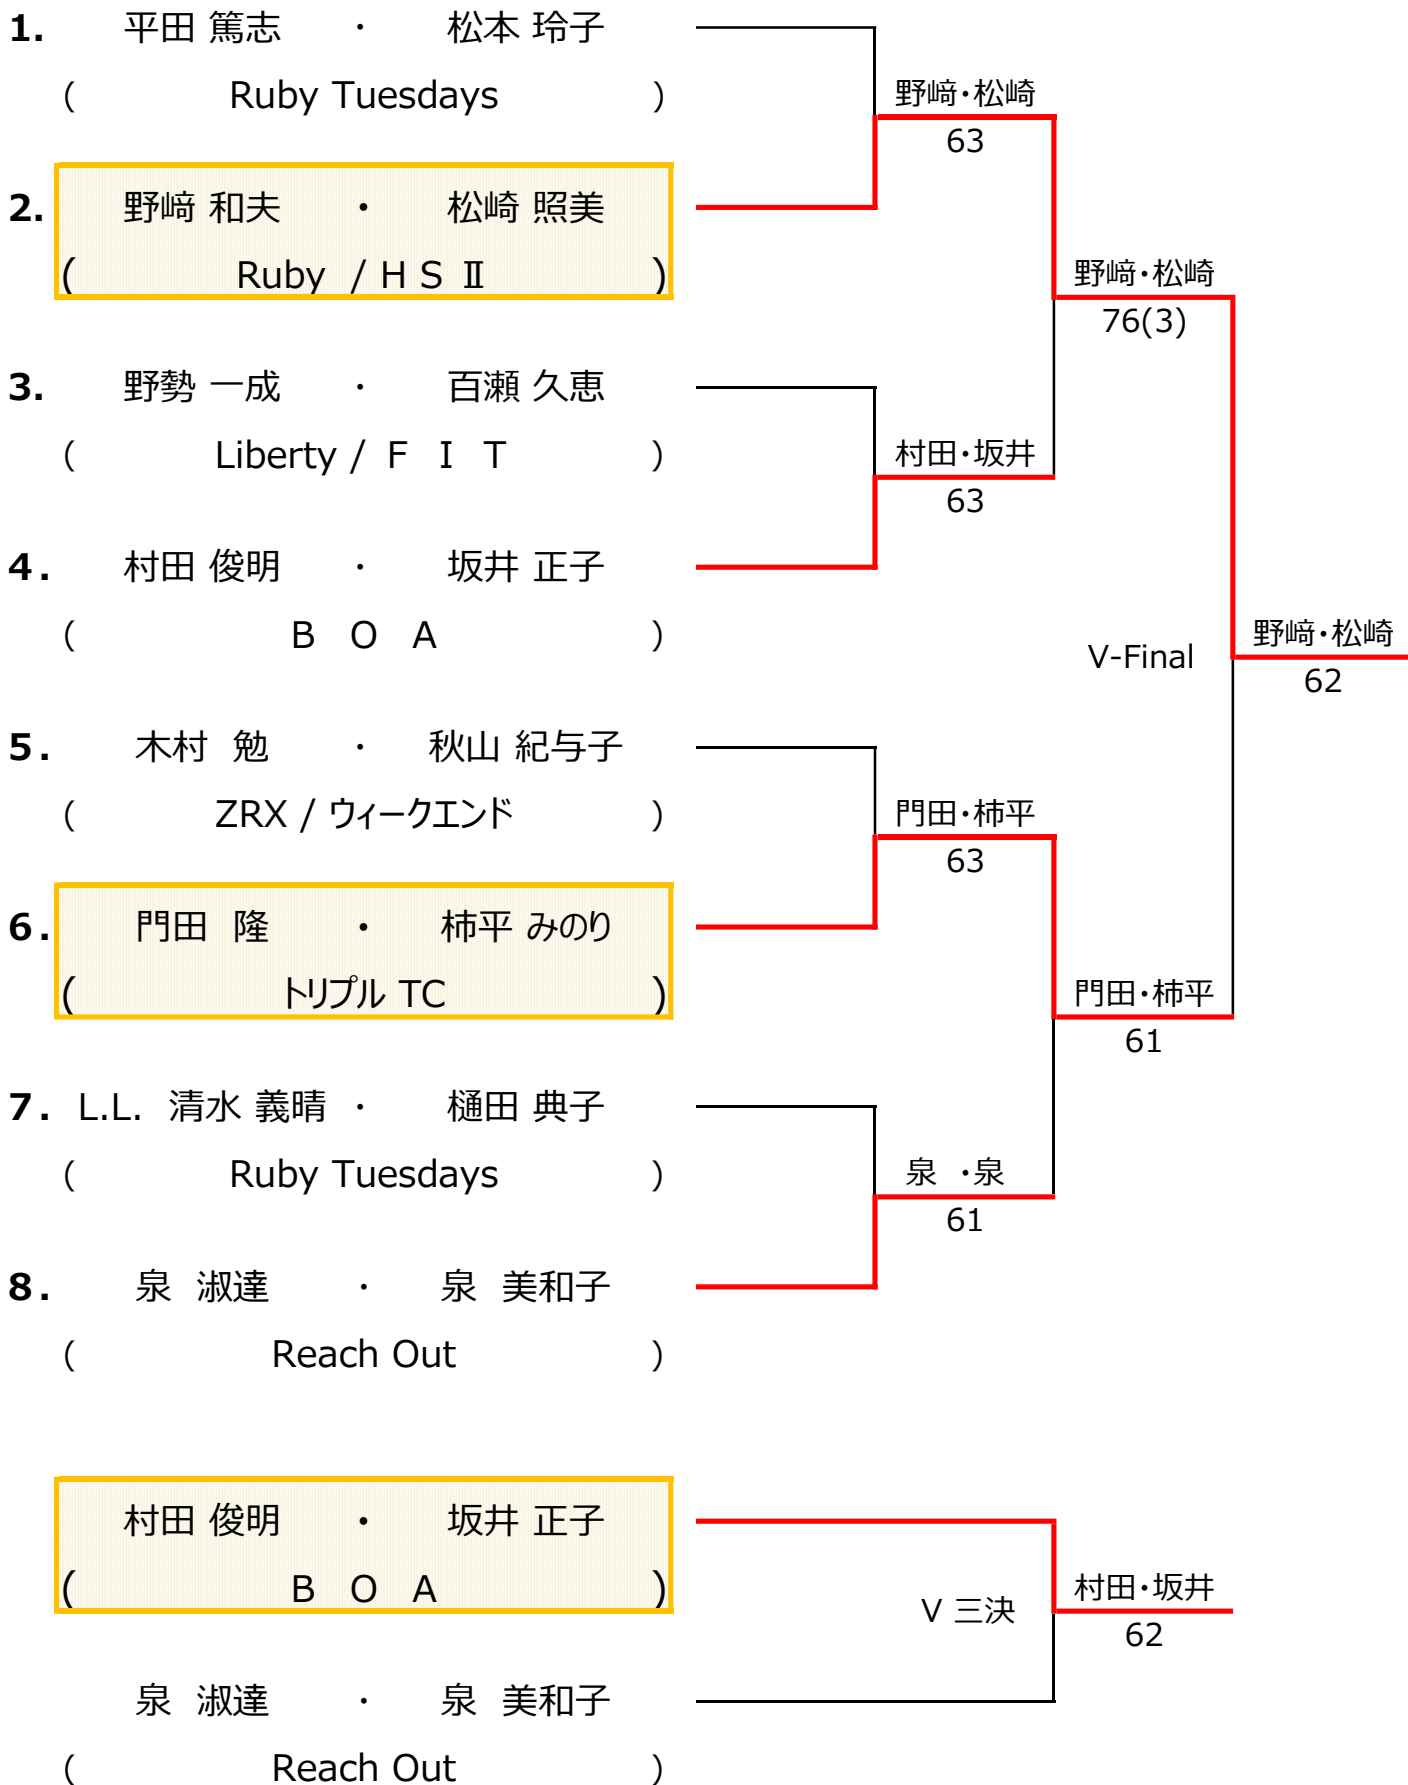 1. 平田 篤志 ・ 松本 玲子
( Ruby Tuesdays )
野﨑・松崎
63
2. 野﨑 和夫 ・ 松崎 照美
( Ruby / H S Ⅱ )
野﨑・松崎
76(3)
3. 野勢 一成 ・ 百瀬 久恵
( Liberty / F I T )
村田・坂井
63
4. 村田 俊明 ・ 坂井 正子
( B O A )
V-Final
野﨑・松崎
62
5. 木村 勉 ・ 秋山 紀与子
( ZRX / ウィークエンド )
門田・柿平
63
6. 門田 隆 ・ 柿平 みのり
( トリプル TC )
門田・柿平
61
7. L.L. 清水 義晴 ・ 樋田 典子
( Ruby Tuesdays )
泉 ・泉
61
8. 泉 淑達 ・ 泉 美和子
( Reach Out )
村田 俊明 ・ 坂井 正子
( B O A )
V 三決
村田・坂井
62
泉 淑達 ・ 泉 美和子
( Reach Out )